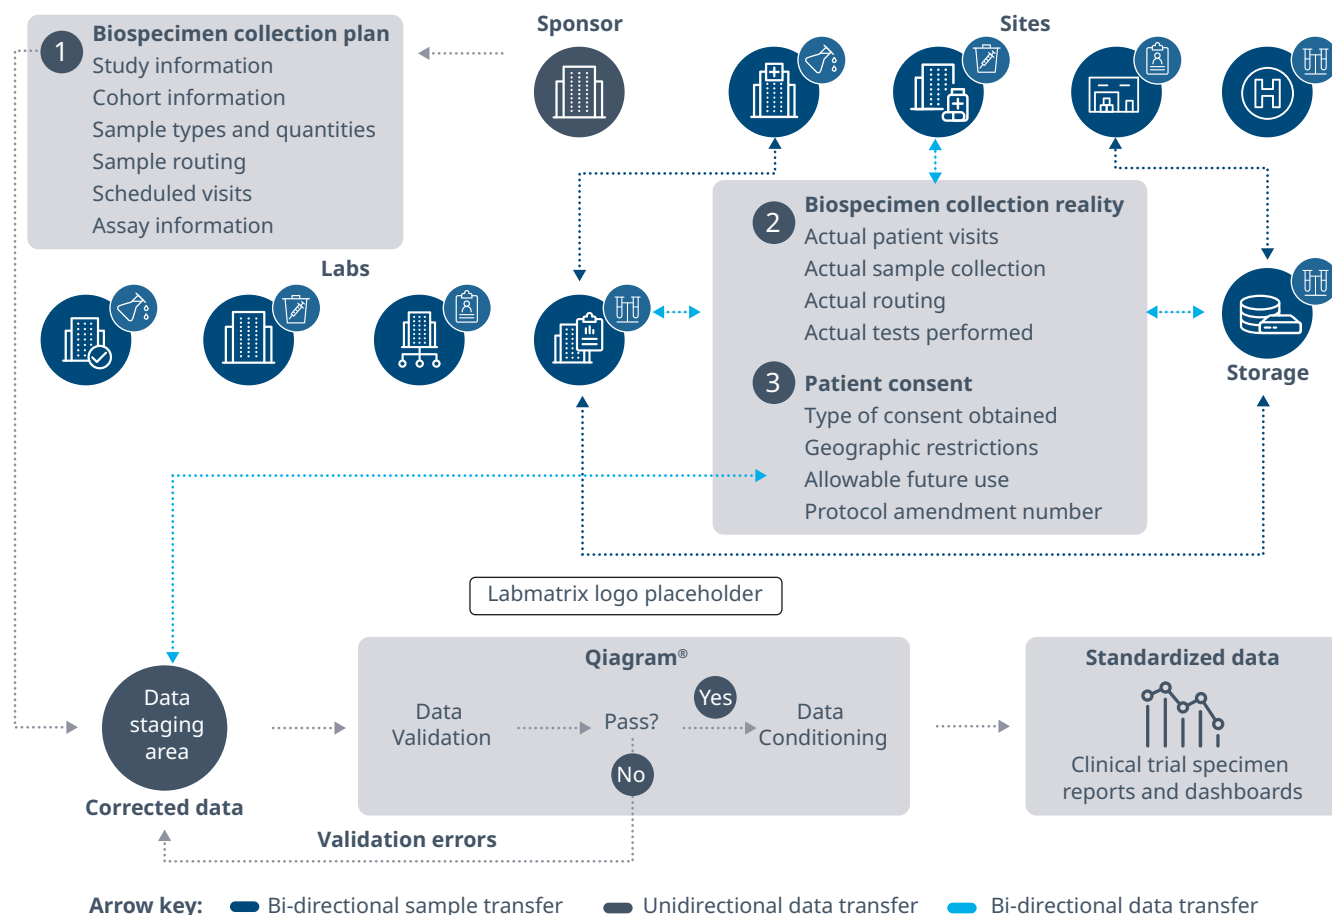 1
Biospecimen collection plan
Study information
Cohort information
Sample types and quantities
Sample routing
Scheduled visits
Assay information
Sponsor
Sites
H
Labs
2
Biospecimen collection reality
Actual patient visits
Actual sample collection
Actual routing
Actual tests performed
3
Patient consent
Type of consent obtained
Geographic restrictions
Allowable future use
Protocol amendment number
Storage
Labmatrix logo placeholder
Data
staging
area
Corrected data
Qiagram®
Data
Validation
Pass?
Yes
No
Data
Conditioning
Validation errors
Standardized data
Clinical trial specimen
reports and dashboards
Arrow key: Bi-directional sample transfer Unidirectional data transfer Bi-directional data transfer